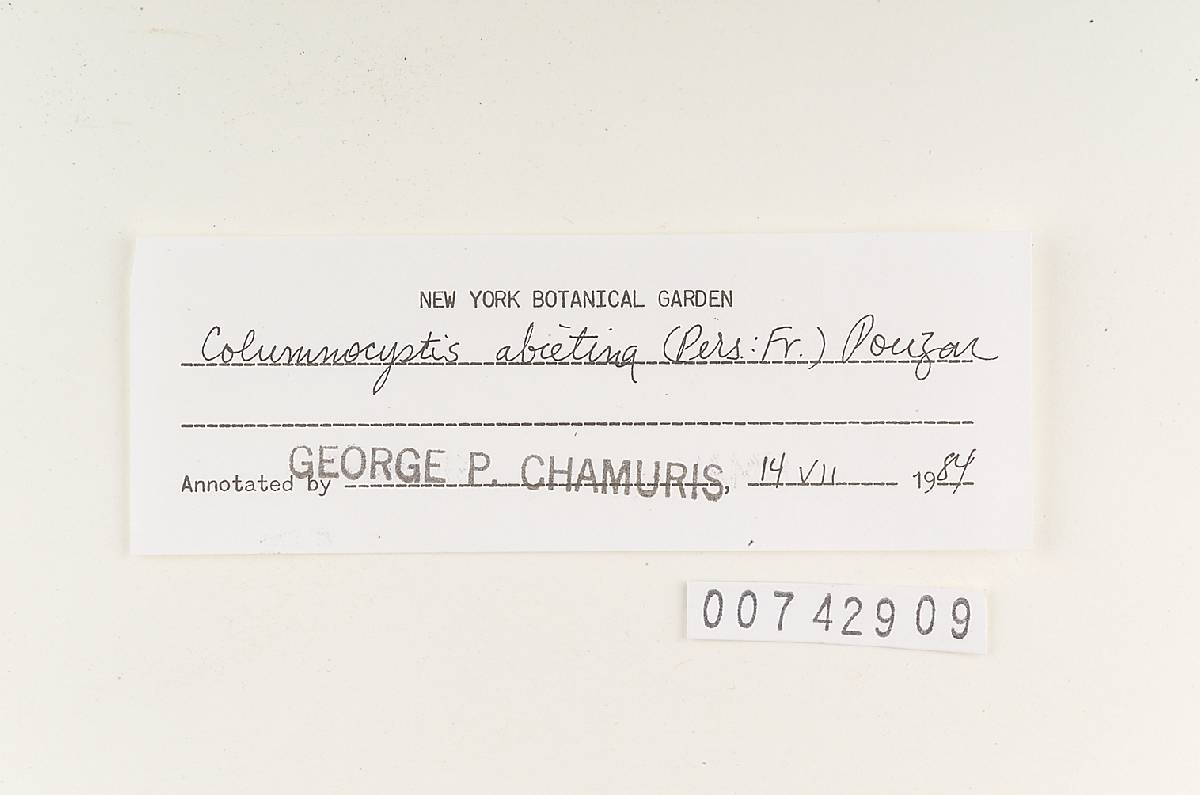 NEW YORK BOTANICAL GARDEN
Columnocystis abietina (Pers.:Fr.) Pouzar
Annotated by GEORGE P. CHAMURIS, 14 VII 1984
00742909